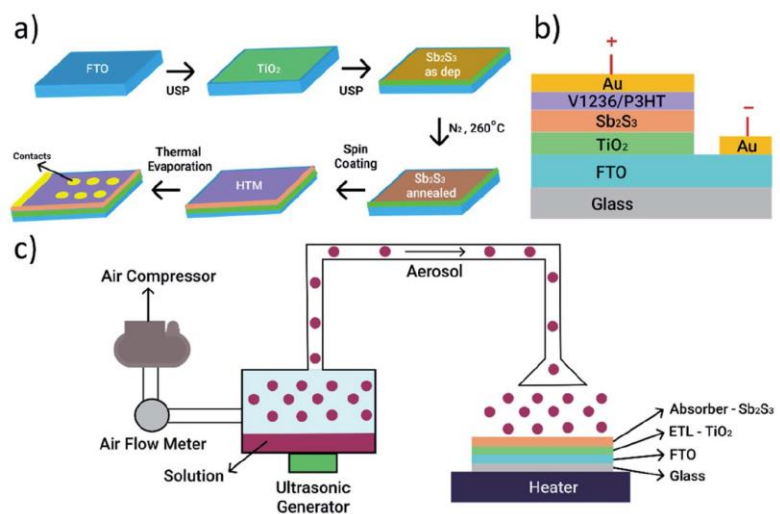 a)
FTO
USP
TiO₂
USP
Sb₂S₃
as dep
N₂, 260°C
Sb₂S₃
annealed
Spin
Coating
HTM
Thermal
Evaporation
Contacts
b)
+
Au
V1236/P3HT
Sb₂S₃
TiO₂
FTO
Glass
–
Au
c)
Air Compressor
Air Flow Meter
Solution
Ultrasonic
Generator
Aerosol
Absorber - Sb₂S₃
ETL - TiO₂
FTO
Glass
Heater